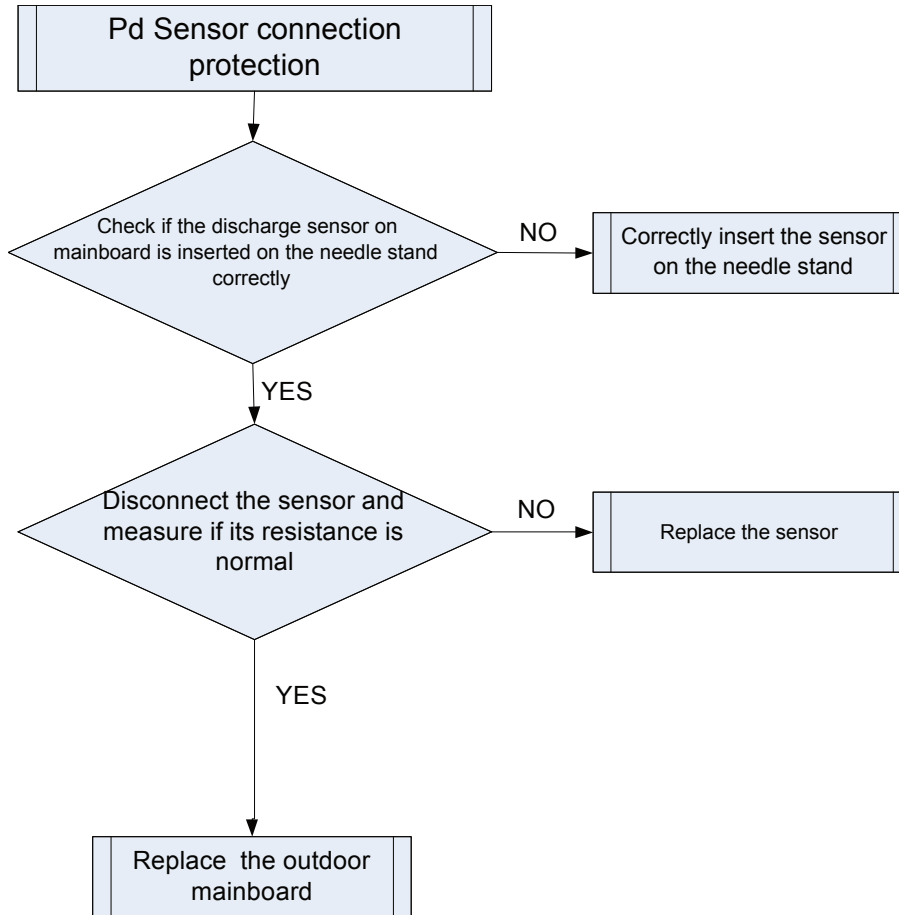 Pd Sensor connection
protection
Check if the discharge sensor on
mainboard is inserted on the needle stand
correctly
NO
Correctly insert the sensor
on the needle stand
YES
Disconnect the sensor and
measure if its resistance is
normal
NO
Replace the sensor
YES
Replace the outdoor
mainboard